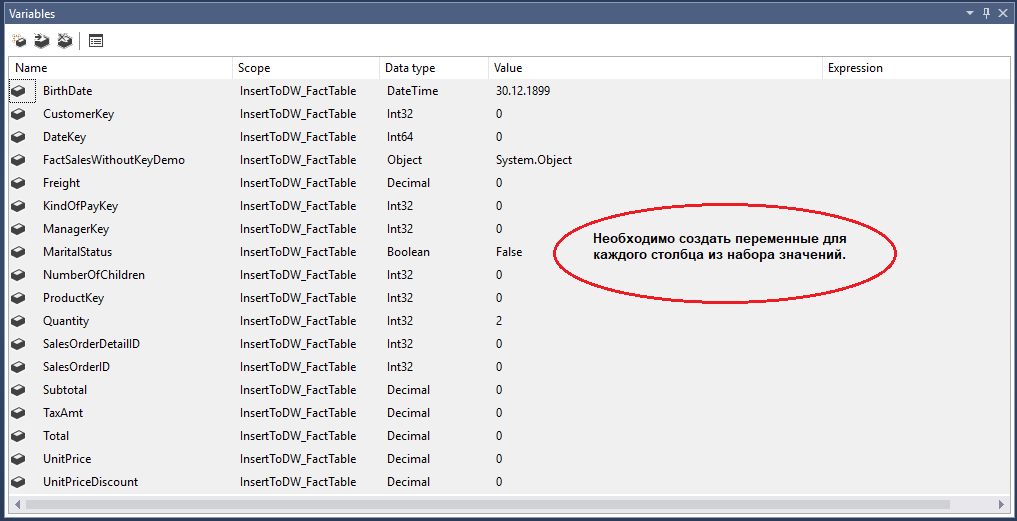 Variables
Name Scope Data type Value Expression
BirthDate InsertToDW_FactTable DateTime 30.12.1899
CustomerKey InsertToDW_FactTable Int32 0
DateKey InsertToDW_FactTable Int64 0
FactSalesWithoutKeyDemo InsertToDW_FactTable Object System.Object
Freight InsertToDW_FactTable Decimal 0
KindOfPayKey InsertToDW_FactTable Int32 0
ManagerKey InsertToDW_FactTable Int32 0
Необходимо создать переменные для
каждого столбца из набора значений.
MaritalStatus InsertToDW_FactTable Boolean False
NumberOfChildren InsertToDW_FactTable Int32 0
ProductKey InsertToDW_FactTable Int32 0
Quantity InsertToDW_FactTable Int32 2
SalesOrderDetailID InsertToDW_FactTable Int32 0
SalesOrderID InsertToDW_FactTable Int32 0
Subtotal InsertToDW_FactTable Decimal 0
TaxAmt InsertToDW_FactTable Decimal 0
Total InsertToDW_FactTable Decimal 0
UnitPrice InsertToDW_FactTable Decimal 0
UnitPriceDiscount InsertToDW_FactTable Decimal 0